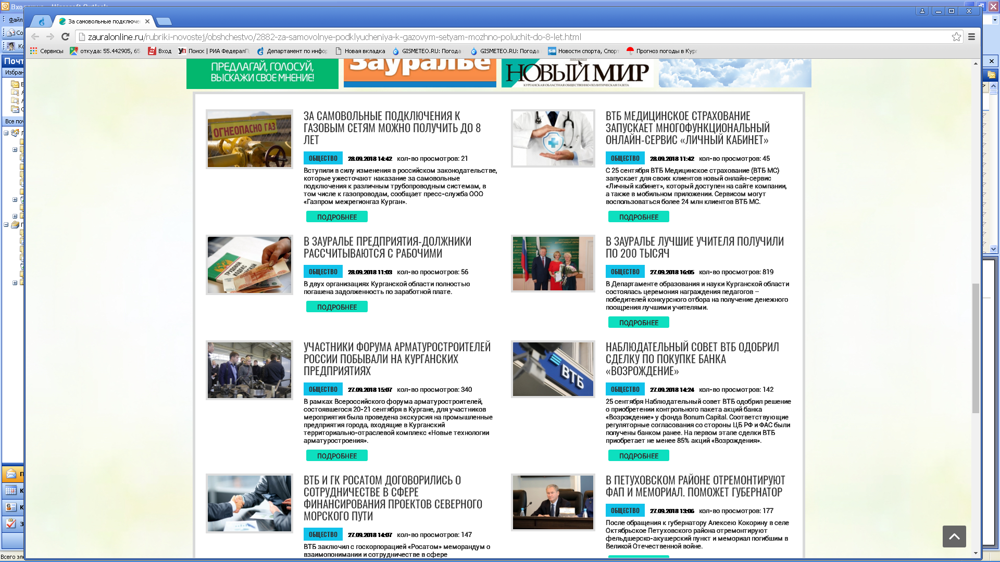 Входящие - Microsoft Outlook
Файл
За самовольные подключе
zauralonline.ru/rubriki-novostej/obshchestvo/2882-za-samovolnye-podklyucheniya-k-gazovym-setyam-mozhno-poluchit-do-8-let.html
Сервисы
откуда: 55.442905, 65
Вход
Поиск | РИА ФедералП
Департамент по инфор
Новая вкладка
GISMETEO.RU: Погода
GISMETEO.RU: Погода
Новости спорта, Спорт
Прогноз погоды в Кург
Почт
Избран
Все поч
ПРЕДЛАГАЙ, ГОЛОСУЙ,
ВЫСКАЖИ СВОЕ МНЕНИЕ!
Зауралье
НОВЫЙ МИР
КУРГАНСКАЯ ОБЛАСТНАЯ ОБЩЕСТВЕННО-ПОЛИТИЧЕСКАЯ ГАЗЕТА
ОГНЕОПАСНО ГАЗ
ЗА САМОВОЛЬНЫЕ ПОДКЛЮЧЕНИЯ К
ГАЗОВЫМ СЕТЯМ МОЖНО ПОЛУЧИТЬ ДО 8
ЛЕТ
ОБЩЕСТВО 28.09.2018 14:42 кол-во просмотров: 21
Вступили в силу изменения в российском законодательстве,
которые ужесточают наказание за самовольные
подключения к различным трубопроводным системам, в
том числе к газопроводам, сообщает пресс-служба ООО
«Газпром межрегионгаз Курган».
ПОДРОБНЕЕ
ВТБ МЕДИЦИНСКОЕ СТРАХОВАНИЕ
ЗАПУСКАЕТ МНОГОФУНКЦИОНАЛЬНЫЙ
ОНЛАЙН-СЕРВИС «ЛИЧНЫЙ КАБИНЕТ»
ОБЩЕСТВО 28.09.2018 11:42 кол-во просмотров: 45
С 25 сентября ВТБ Медицинское страхование (ВТБ МС)
запускает для своих клиентов новый онлайн-сервис
«Личный кабинет», который доступен на сайте компании,
а также в мобильном приложении. Сервисом могут
воспользоваться более 24 млн клиентов ВТБ МС.
ПОДРОБНЕЕ
ТРУДОВОЙ КОДЕКС
В ЗАУРАЛЬЕ ПРЕДПРИЯТИЯ-ДОЛЖНИКИ
РАССЧИТЫВАЮТСЯ С РАБОЧИМИ
ОБЩЕСТВО 28.09.2018 11:03 кол-во просмотров: 56
В двух организациях Курганской области полностью
погашена задолженность по заработной плате.
ПОДРОБНЕЕ
В ЗАУРАЛЬЕ ЛУЧШИЕ УЧИТЕЛЯ ПОЛУЧИЛИ
ПО 200 ТЫСЯЧ
ОБЩЕСТВО 27.09.2018 16:05 кол-во просмотров: 819
В Департаменте образования и науки Курганской области
состоялась церемония награждения педагогов –
победителей конкурсного отбора на получение денежного
поощрения лучшими учителями.
ПОДРОБНЕЕ
УЧАСТНИКИ ФОРУМА АРМАТУРОСТРОИТЕЛЕЙ
РОССИИ ПОБЫВАЛИ НА КУРГАНСКИХ
ПРЕДПРИЯТИЯХ
ОБЩЕСТВО 27.09.2018 15:07 кол-во просмотров: 340
В рамках Всероссийского форума арматуростроителей,
состоявшегося 20-21 сентября в Кургане, для участников
мероприятия была проведена экскурсия на промышленные
предприятия города, входящие в Курганский
территориально-отраслевой комплекс «Новые технологии
арматуростроения».
ПОДРОБНЕЕ
ВТБ
НАБЛЮДАТЕЛЬНЫЙ СОВЕТ ВТБ ОДОБРИЛ
СДЕЛКУ ПО ПОКУПКЕ БАНКА
«ВОЗРОЖДЕНИЕ»
ОБЩЕСТВО 27.09.2018 14:24 кол-во просмотров: 142
25 сентября Наблюдательный совет ВТБ одобрил решение
о приобретении контрольного пакета акций банка
«Возрождение» у фонда Bonum Capital. Соответствующие
регуляторные согласования со стороны ЦБ РФ и ФАС были
получены банком ранее. На первом этапе сделки ВТБ
приобретает не менее 85% акций «Возрождения».
ПОДРОБНЕЕ
ВТБ И ГК РОСАТОМ ДОГОВОРИЛИСЬ О
СОТРУДНИЧЕСТВЕ В СФЕРЕ
ФИНАНСИРОВАНИЯ ПРОЕКТОВ СЕВЕРНОГО
МОРСКОГО ПУТИ
ОБЩЕСТВО 27.09.2018 14:07 кол-во просмотров: 147
ВТБ заключил с госкорпорацией «Росатом» меморандум о
взаимопонимании и сотрудничестве в сфере
В ПЕТУХОВСКОМ РАЙОНЕ ОТРЕМОНТИРУЮТ
ФАП И МЕМОРИАЛ. ПОМОЖЕТ ГУБЕРНАТОР
ОБЩЕСТВО 27.09.2018 13:06 кол-во просмотров: 177
После обращения к губернатору Алексею Кокорину в селе
Октябрьское Петуховского района отремонтируют
фельдшерско-акушерский пункт и мемориал погибшим в
Великой Отечественной войне.
Всего эл